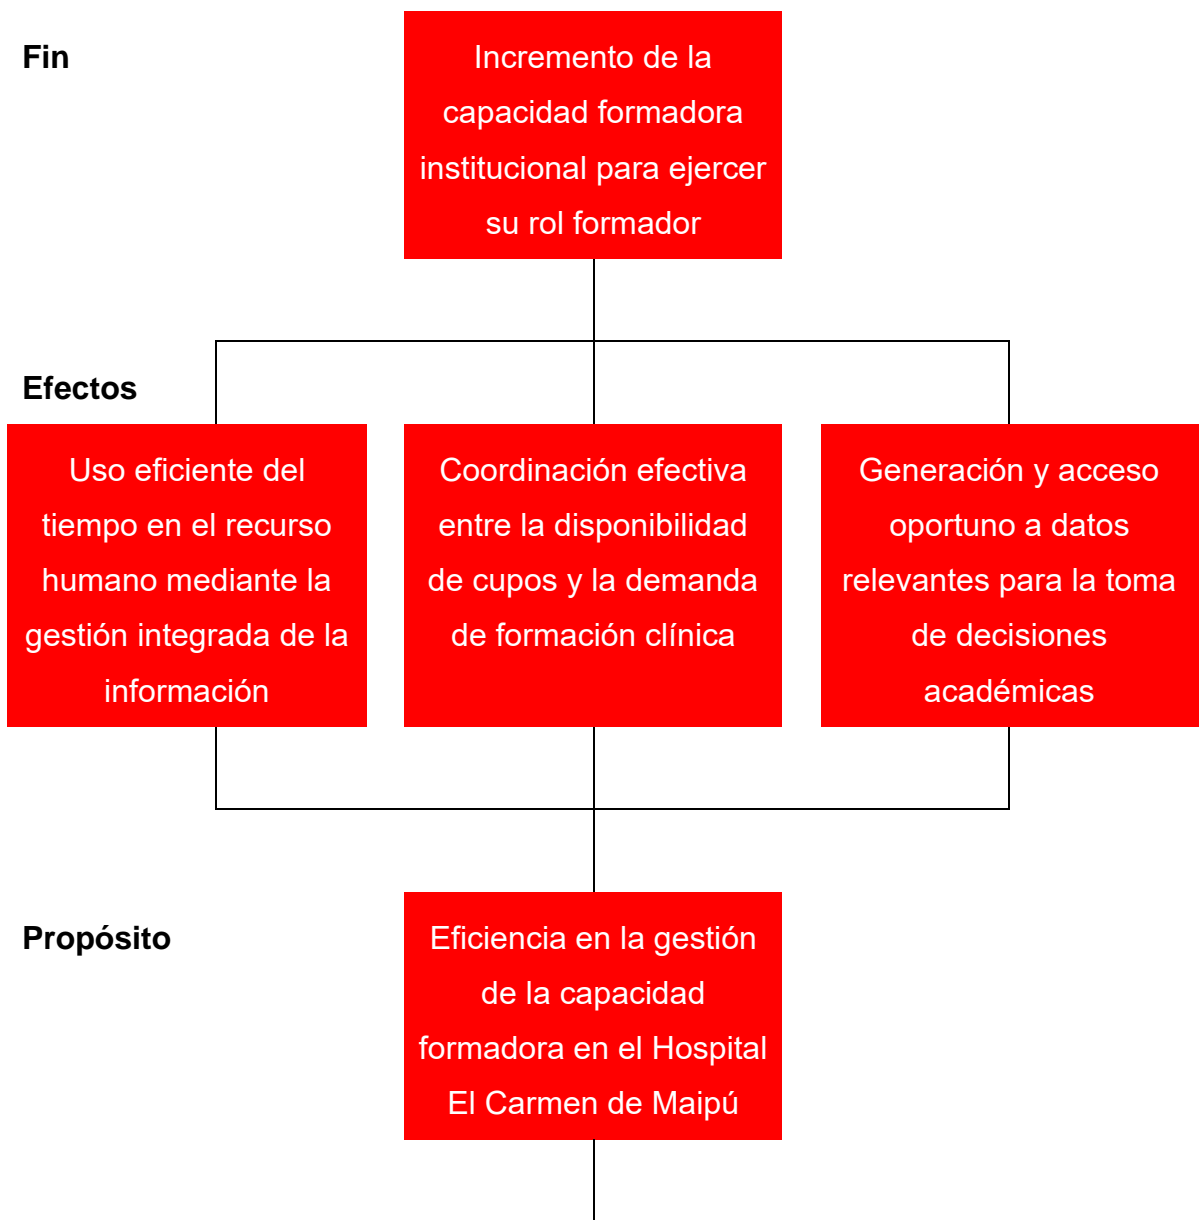 Fin
Incremento de la
capacidad formadora
institucional para ejercer
su rol formador
Efectos
Uso eficiente del
tiempo en el recurso
humano mediante la
gestión integrada de la
información
Coordinación efectiva
entre la disponibilidad
de cupos y la demanda
de formación clínica
Generación y acceso
oportuno a datos
relevantes para la toma
de decisiones
académicas
Propósito
Eficiencia en la gestión
de la capacidad
formadora en el Hospital
El Carmen de Maipú